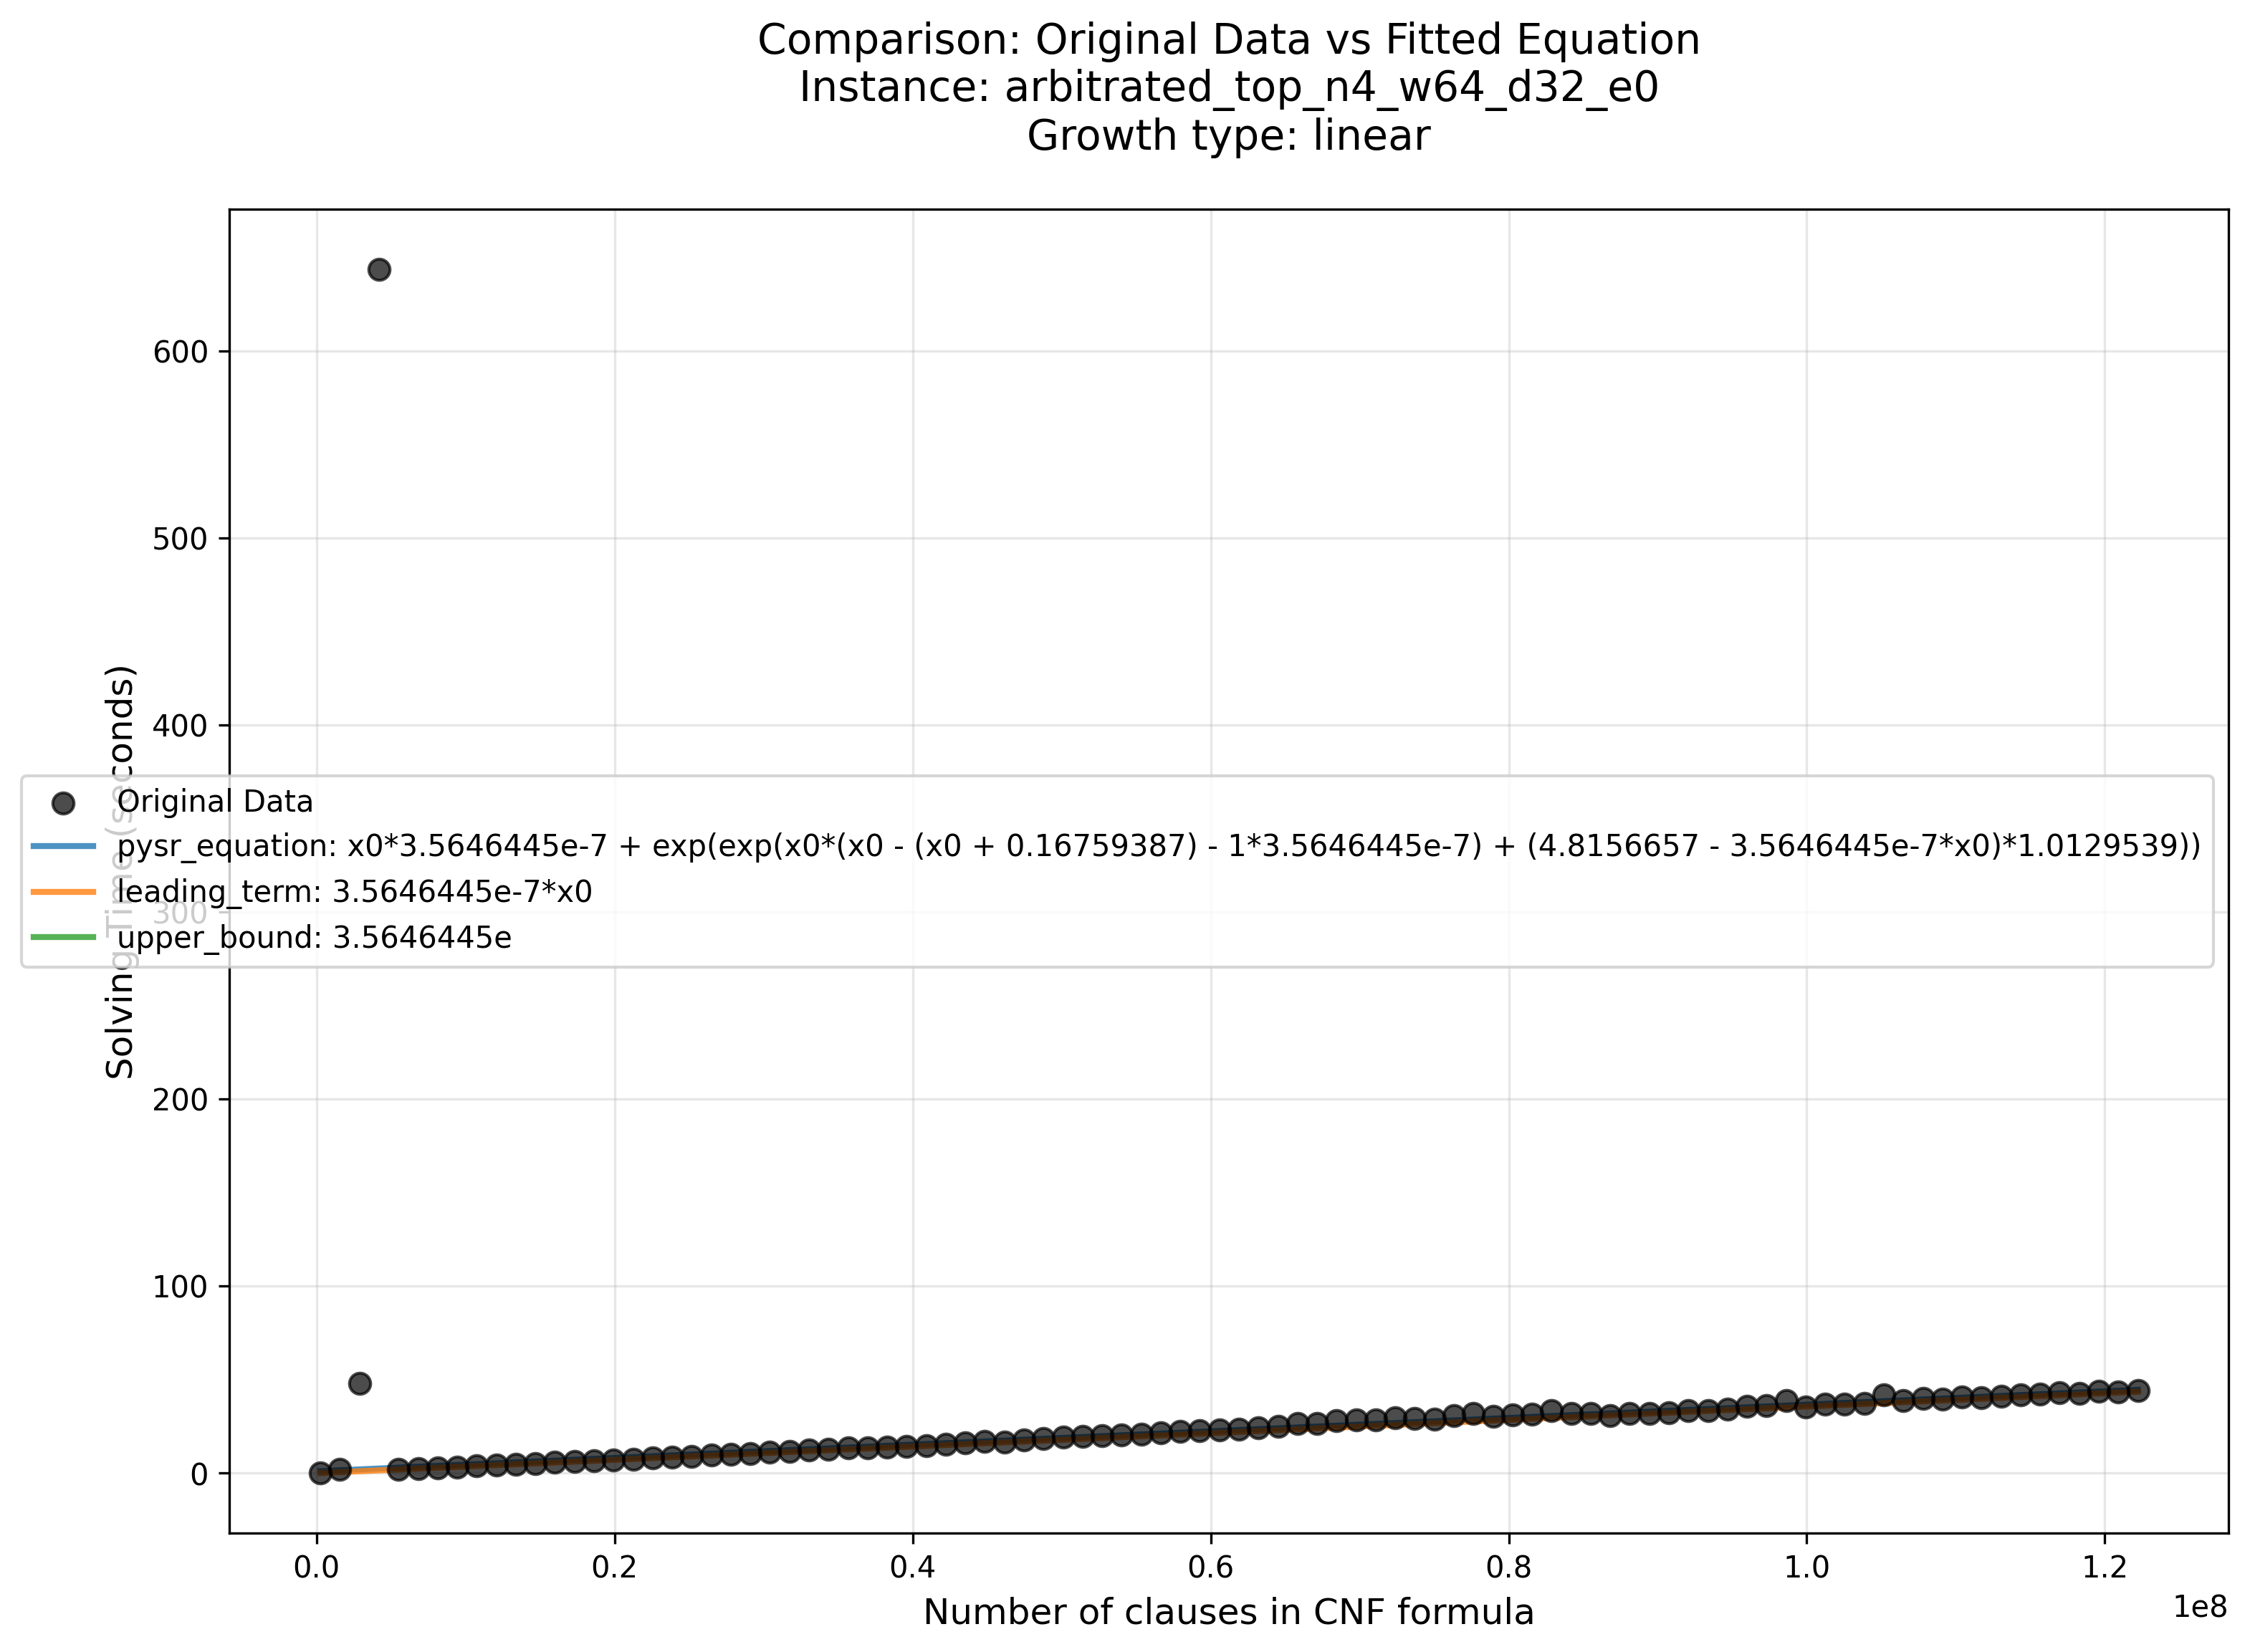 Comparison: Original Data vs Fitted Equation
Instance: arbitrated_top_n4_w64_d32_e0
Growth type: linear
Solving Time (seconds)
600
500
400
300
200
100
0
Original Data
pysr_equation: x0*3.5646445e-7 + exp(exp(x0*(x0 - (x0 + 0.16759387) - 1*3.5646445e-7) + (4.8156657 - 3.5646445e-7*x0)*1.0129539))
leading_term: 3.5646445e-7*x0
upper_bound: 3.5646445e
0.0 0.2 0.4 0.6 0.8 1.0 1.2
1e8
Number of clauses in CNF formula